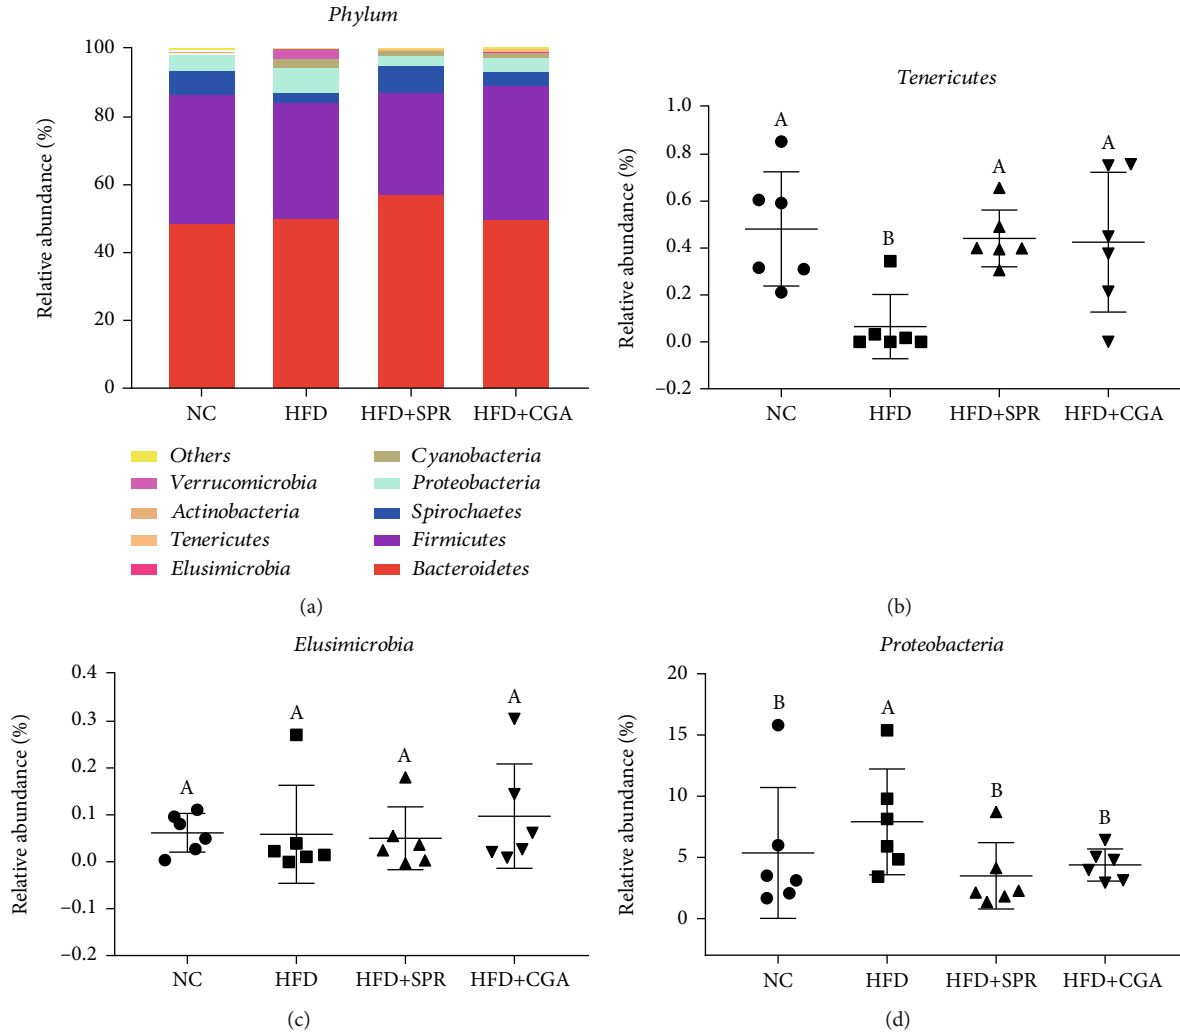 Phylum
100
80
60
40
20
0
Relative abundance (%)
NC HFD HFD+SPR HFD+CGA
Others
Verrucomicrobia
Actinobacteria
Tenericutes
Elusimicrobia
Cyanobacteria
Proteobacteria
Spirochaetes
Firmicutes
Bacteroidetes
(a)
Tenericutes
1.0
0.8
0.6
0.4
0.2
0.0
–0.2
Relative abundance (%)
A
B
A
A
NC HFD HFD+SPR HFD+CGA
(b)
Elusimicrobia
0.4
0.3
0.2
0.1
0.0
–0.1
–0.2
Relative abundance (%)
A
A
A
A
NC HFD HFD+SPR HFD+CGA
(c)
Proteobacteria
20
15
10
5
0
Relative abundance (%)
B
A
B
B
NC HFD HFD+SPR HFD+CGA
(d)